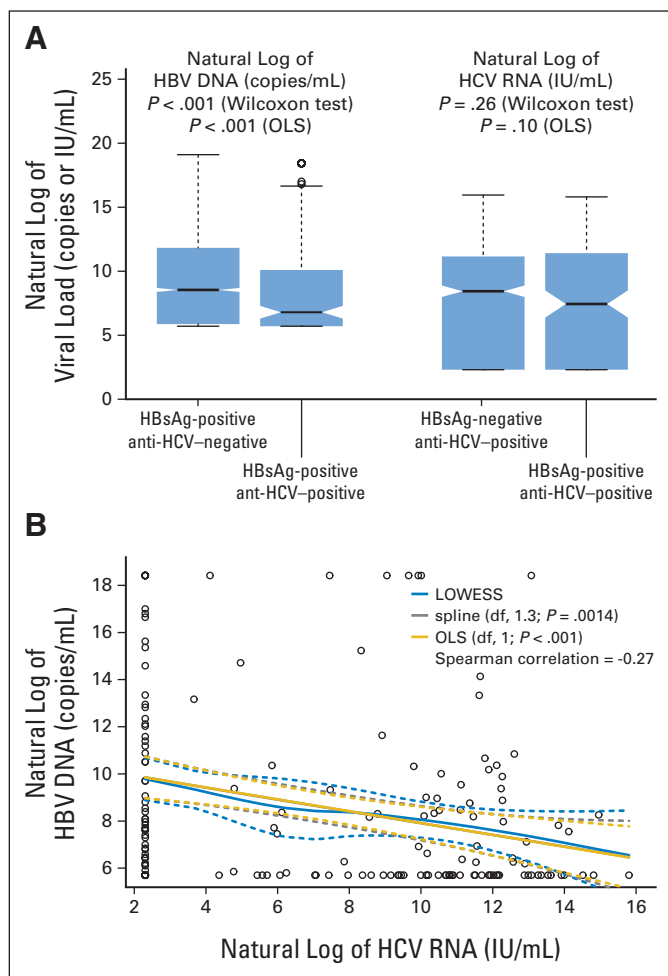 A
Natural Log of
HBV DNA (copies/mL)
P < .001 (Wilcoxon test)
P < .001 (OLS)
Natural Log of
HCV RNA (IU/mL)
P = .26 (Wilcoxon test)
P = .10 (OLS)
Natural Log of
Viral Load (copies or IU/mL)
25
20
15
10
5
0
HBsAg-positive
anti-HCV–negative
HBsAg-positive
ant-HCV–positive
HBsAg-negative
anti-HCV–positive
HBsAg-positive
anti-HCV–positive
B
Natural Log of
HBV DNA (copies/mL)
18
16
14
12
10
8
6
LOWESS
spline (df, 1.3; P = .0014)
OLS (df, 1; P < .001)
Spearman correlation = -0.27
2 4 6 8 10 12 14 16
Natural Log of HCV RNA (IU/mL)